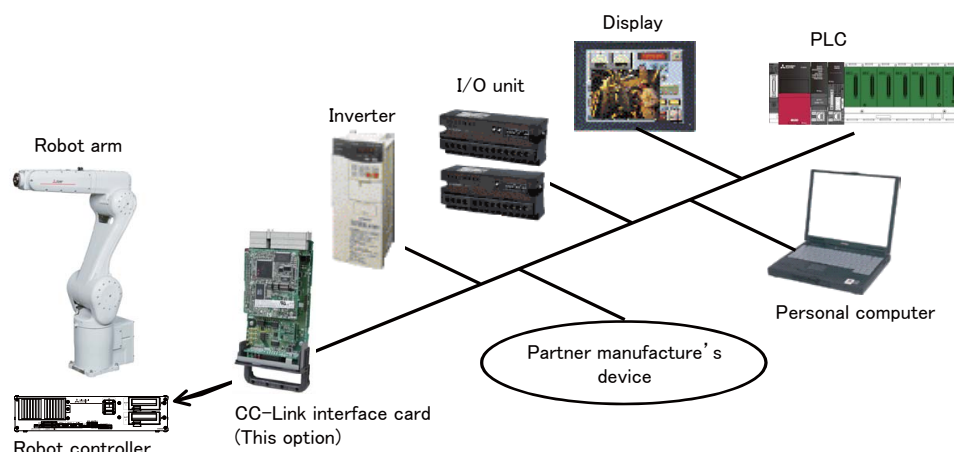 Display
PLC
I/O unit
Inverter
Robot arm
Personal computer
Partner manufacture's
device
CC-Link interface card
(This option)
Robot controller